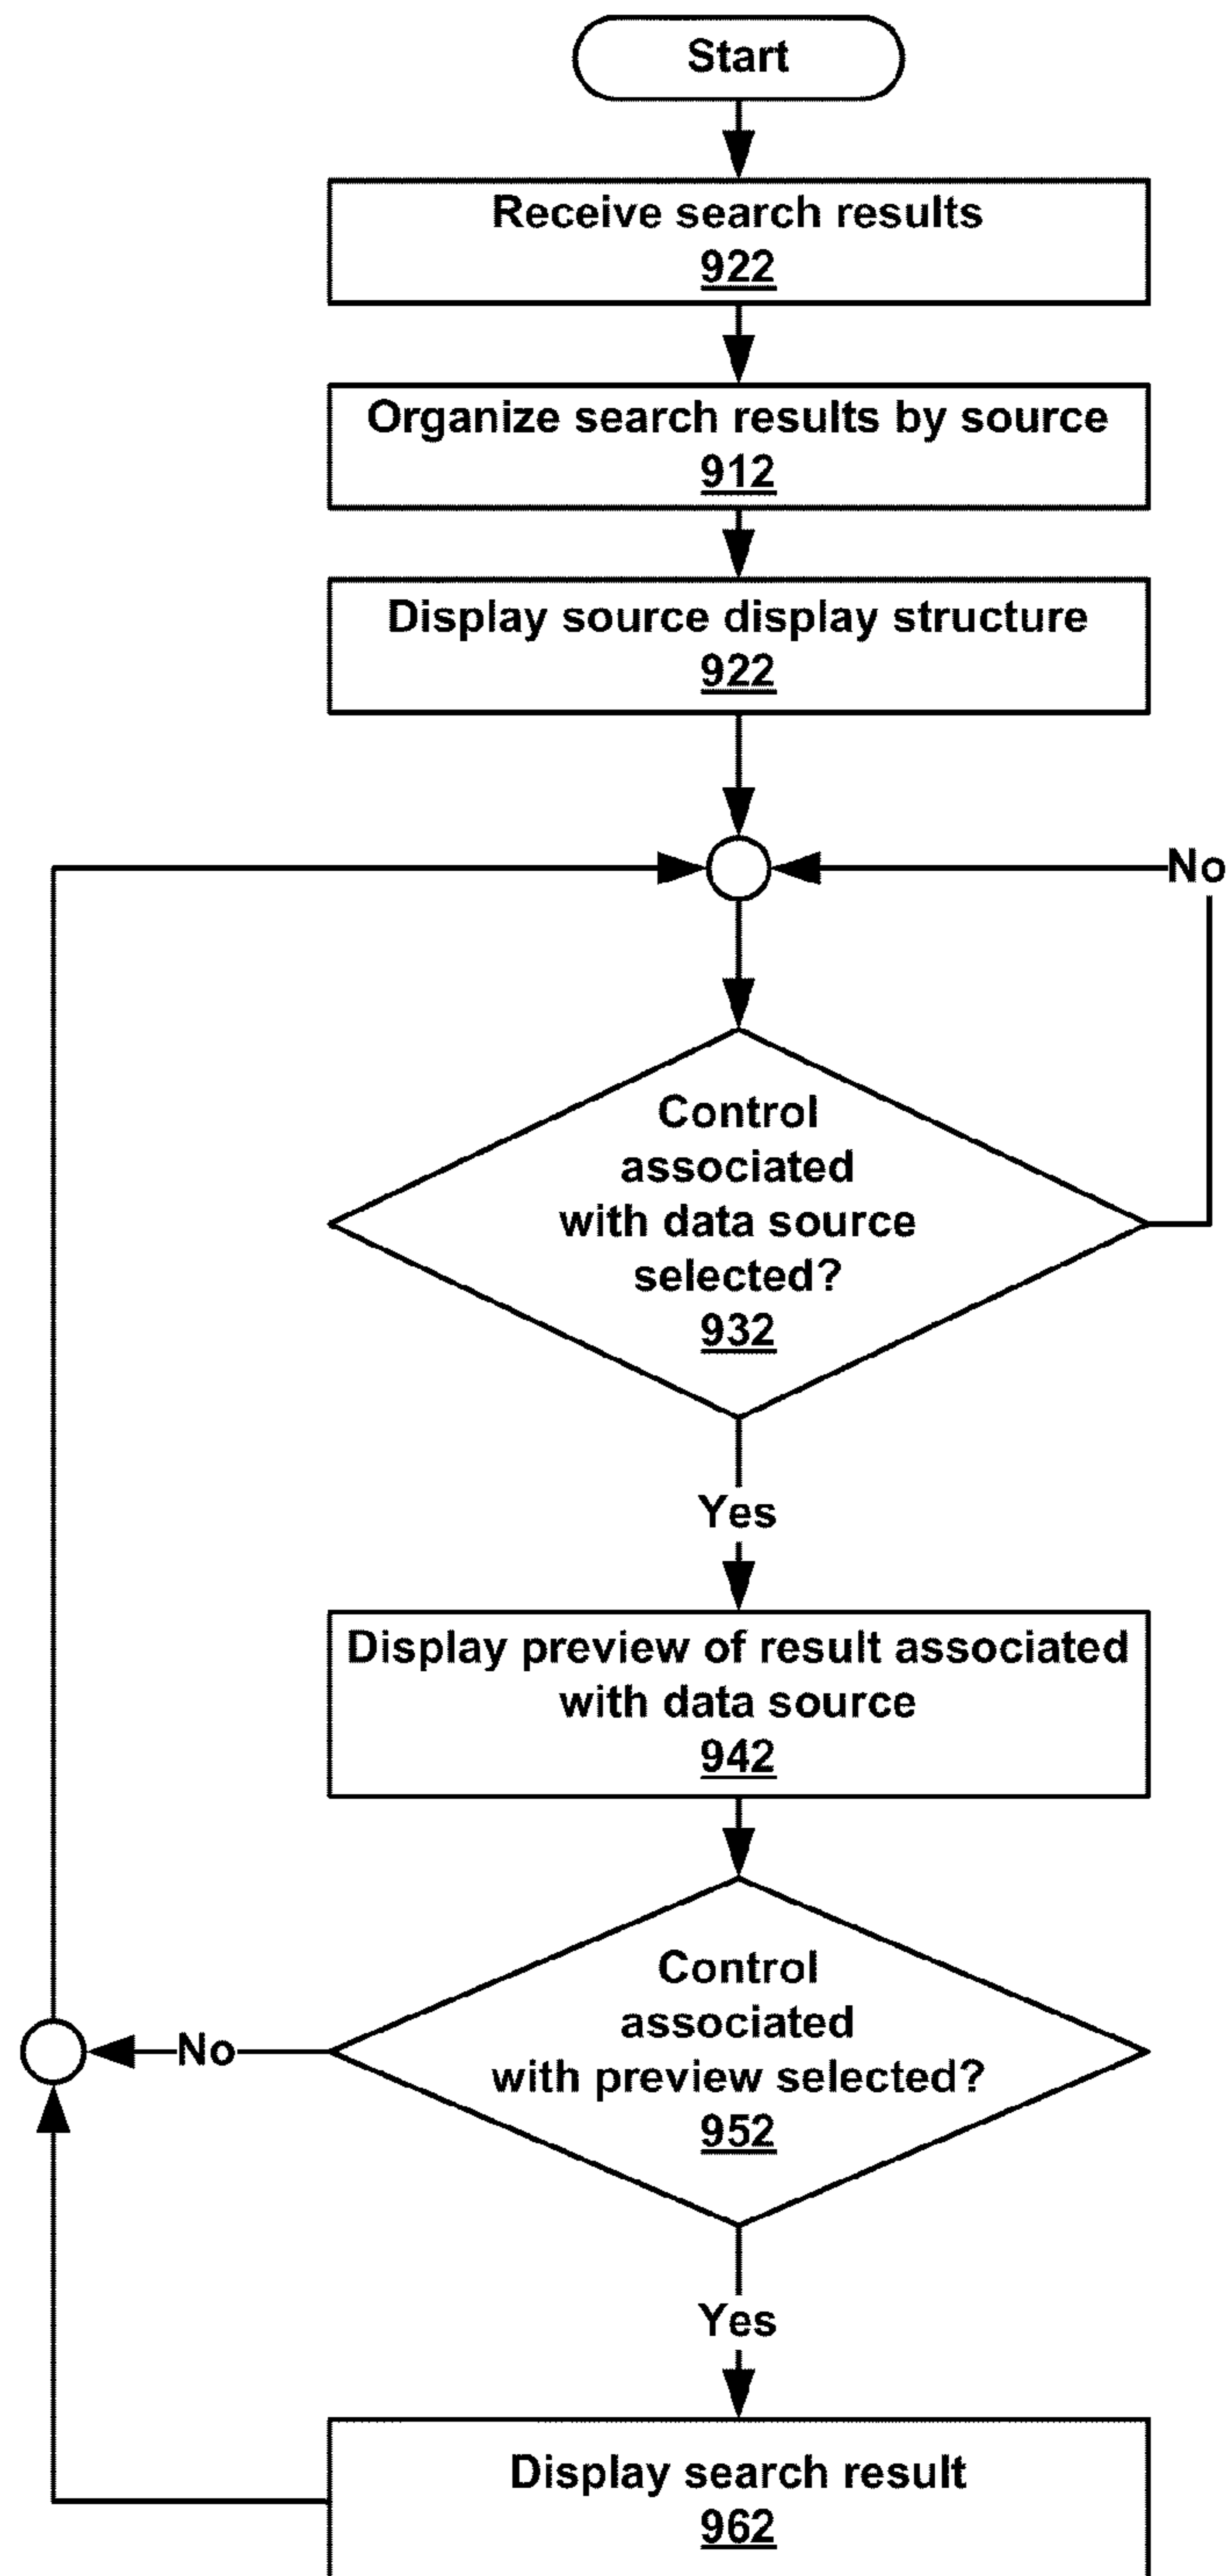 Start
Receive search results
922
Organize search results by source
912
Display source display structure
922
No
Control
associated
with data source
selected?
932
Yes
Display preview of result associated
with data source
942
Control
associated
with preview selected?
952
No
Yes
Display search result
962